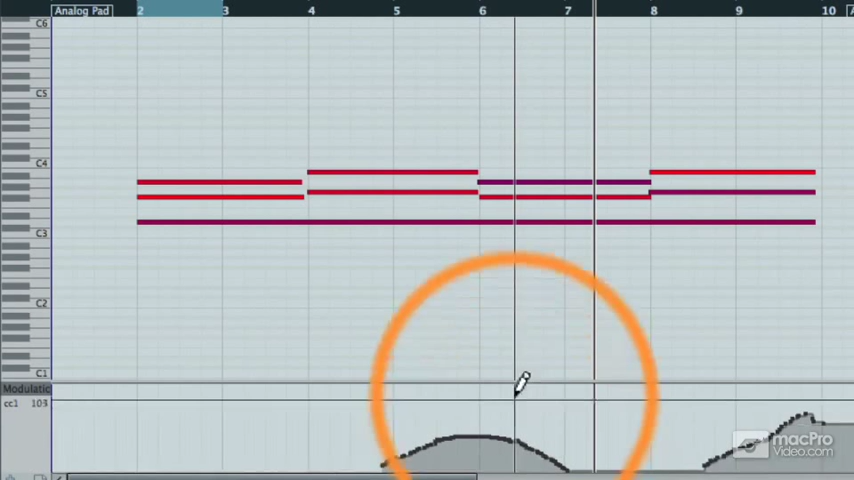 Analog Pad
2 3 4 5 6 7 8 9 10
C6
C5
C4
C3
C2
C1
Modulatic
cc1 103
macPro
Video.com